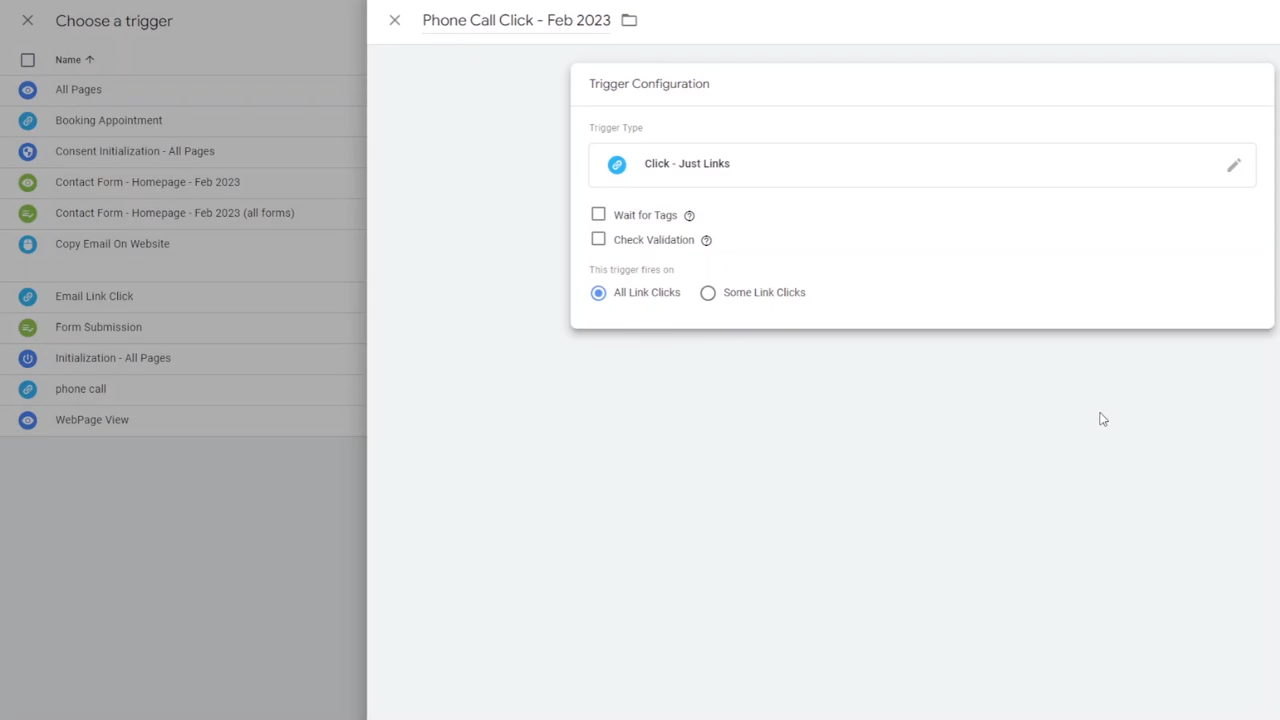 Choose a trigger
Name
All Pages
Booking Appointment
Consent Initialization - All Pages
Contact Form - Homepage - Feb 2023
Contact Form - Homepage - Feb 2023 (all forms)
Copy Email On Website
Email Link Click
Form Submission
Initialization - All Pages
phone call
WebPage View
Phone Call Click - Feb 2023
Trigger Configuration
Trigger Type
Click - Just Links
Wait for Tags
Check Validation
This trigger fires on
All Link Clicks Some Link Clicks